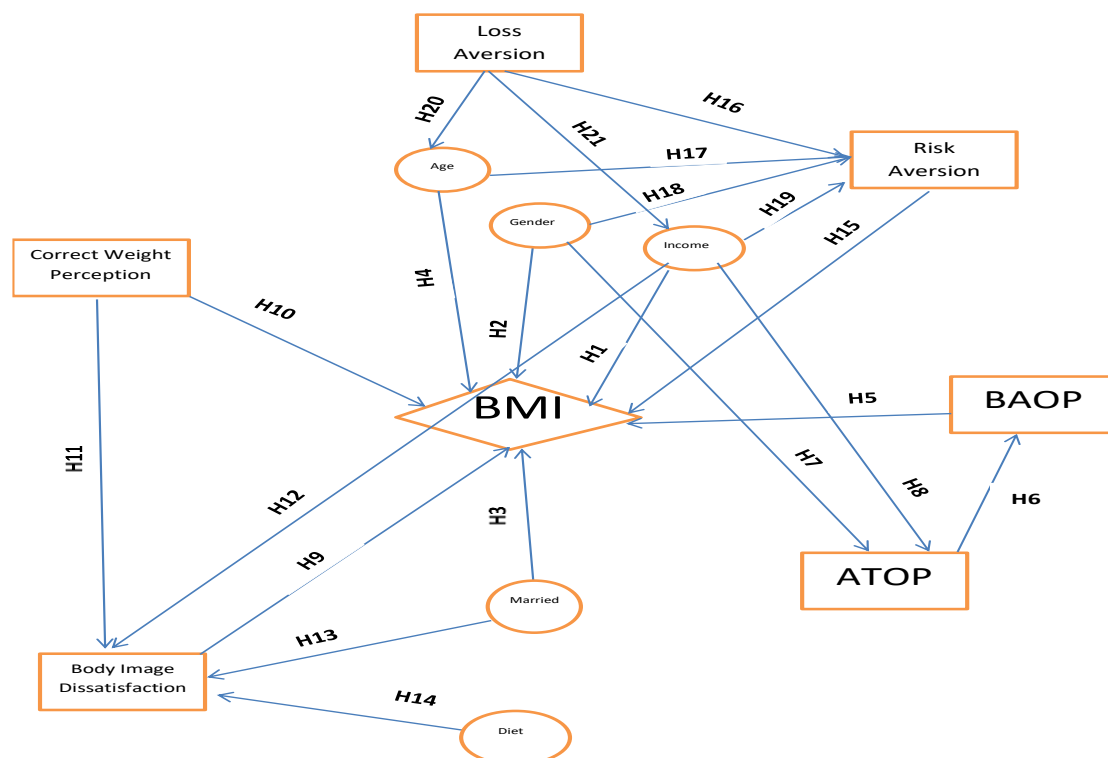 Loss
Aversion
H20
H21
H16
Risk
Aversion
Age
H17
H18
H19
Gender
Income
H15
Correct Weight
Perception
H10
H4
H2
H1
BMI
H5
BAOP
H11
H12
H9
H3
H7
H8
H6
ATOP
Married
H13
Body Image
Dissatisfaction
H14
Diet